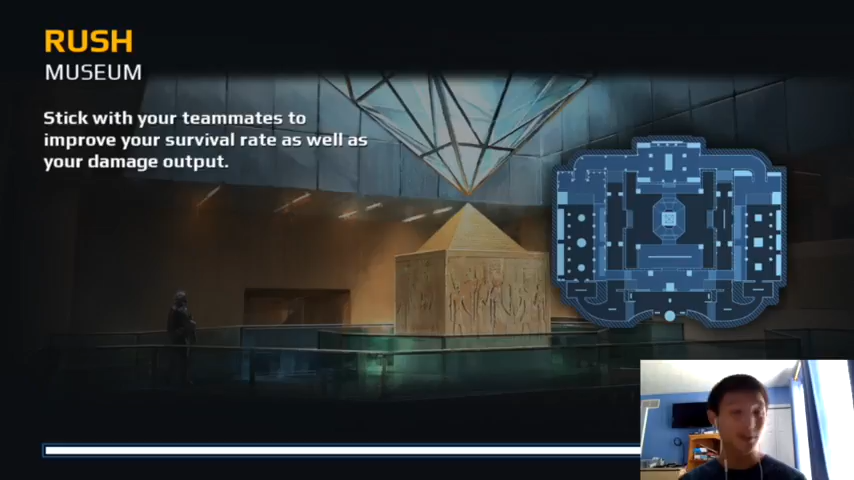 RUSH
MUSEUM
Stick with your teammates to
improve your survival rate as well as
your damage output.